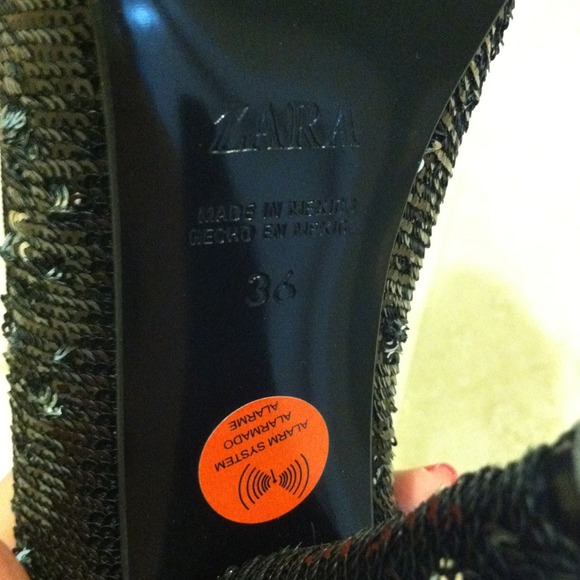 ZARA
MADE IN MEXICO
HECHO EN MEXICO
36
ALARM SYSTEM
ALARMADO
ALARME